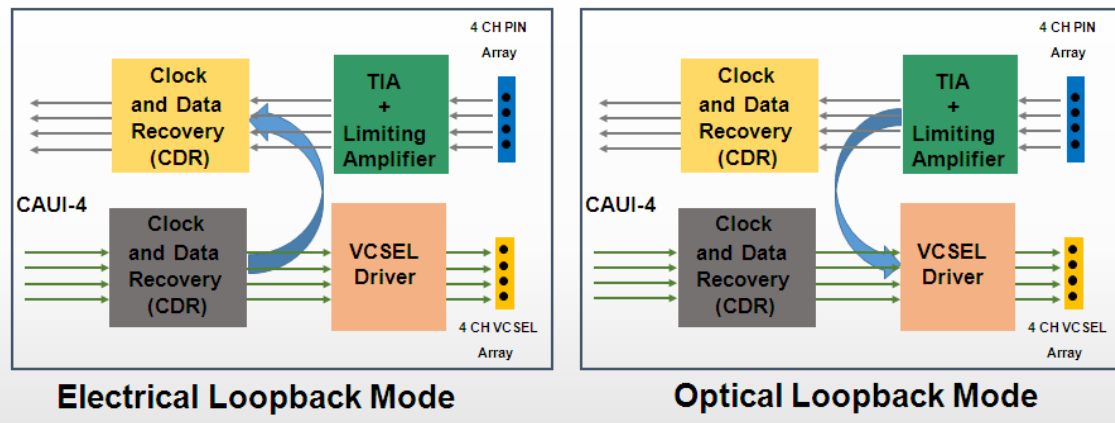 4 CH PIN
Array
Clock
and Data
Recovery
(CDR)
TIA
+
Limiting
Amplifier
CAUI-4
Clock
and Data
Recovery
(CDR)
VCSEL
Driver
4 CH VCSEL
Array
Electrical Loopback Mode
4 CH PIN
Array
Clock
and Data
Recovery
(CDR)
TIA
+
Limiting
Amplifier
CAUI-4
Clock
and Data
Recovery
(CDR)
VCSEL
Driver
4 CH VCSEL
Array
Optical Loopback Mode